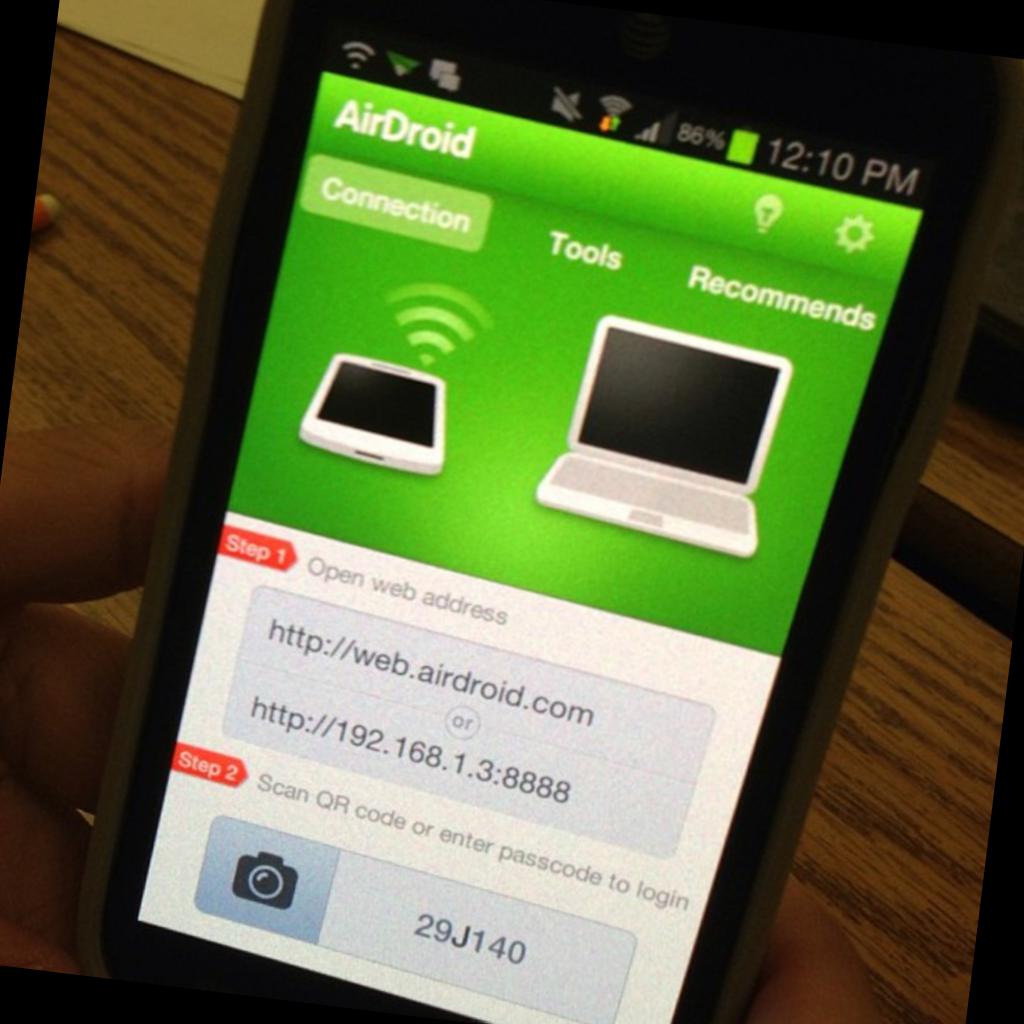 86% 12:10 PM
AirDroid
Connection Tools Recommends
Step 1 Open web address
http://web.airdroid.com
or
http://192.168.1.3:8888
Step 2 Scan QR code or enter passcode to login
29J140